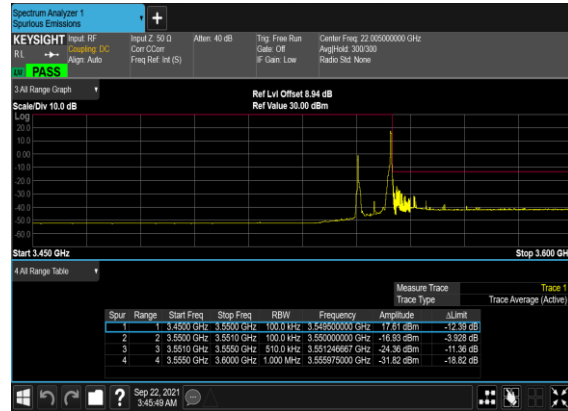 Spectrum Analyzer 1
Spurious Emissions
KEYSIGHT
Input: RF
Coupling: DC
Align: Auto
Input Z: 50 Ω
Corr CCorr
Freq Ref: Int (S)
Atten: 40 dB
Trig: Free Run
Gate: Off
IF Gain: Low
Center Freq: 22.005000000 GHz
Avg|Hold: 300/300
Radio Std: None
R L
LW PASS
3 All Range Graph
Scale/Div 10.0 dB
Ref Lvl Offset 8.94 dB
Ref Value 30.00 dBm
Log
20.0
10.0
0.00
-10.0
-20.0
-30.0
-40.0
-50.0
-60.0
Start 3.450 GHz
Stop 3.600 GH
4 All Range Table
Measure Trace Trace 1
Trace Type Trace Average (Active)
Spur Range Start Freq Stop Freq RBW Frequency Amplitude ΔLimit
1 1 3.4500 GHz 3.5500 GHz 100.0 kHz 3.549500000 GHz 17.61 dBm -12.39 dB
2 2 3.5500 GHz 3.5510 GHz 100.0 kHz 3.550000000 GHz -16.93 dBm -3.928 dB
3 3 3.5510 GHz 3.5550 GHz 510.0 kHz 3.551246667 GHz -24.36 dBm -11.36 dB
4 4 3.5550 GHz 3.6000 GHz 1.000 MHz 3.555975000 GHz -31.82 dBm -18.82 dB
?
Sep 22, 2021
3:45:49 AM